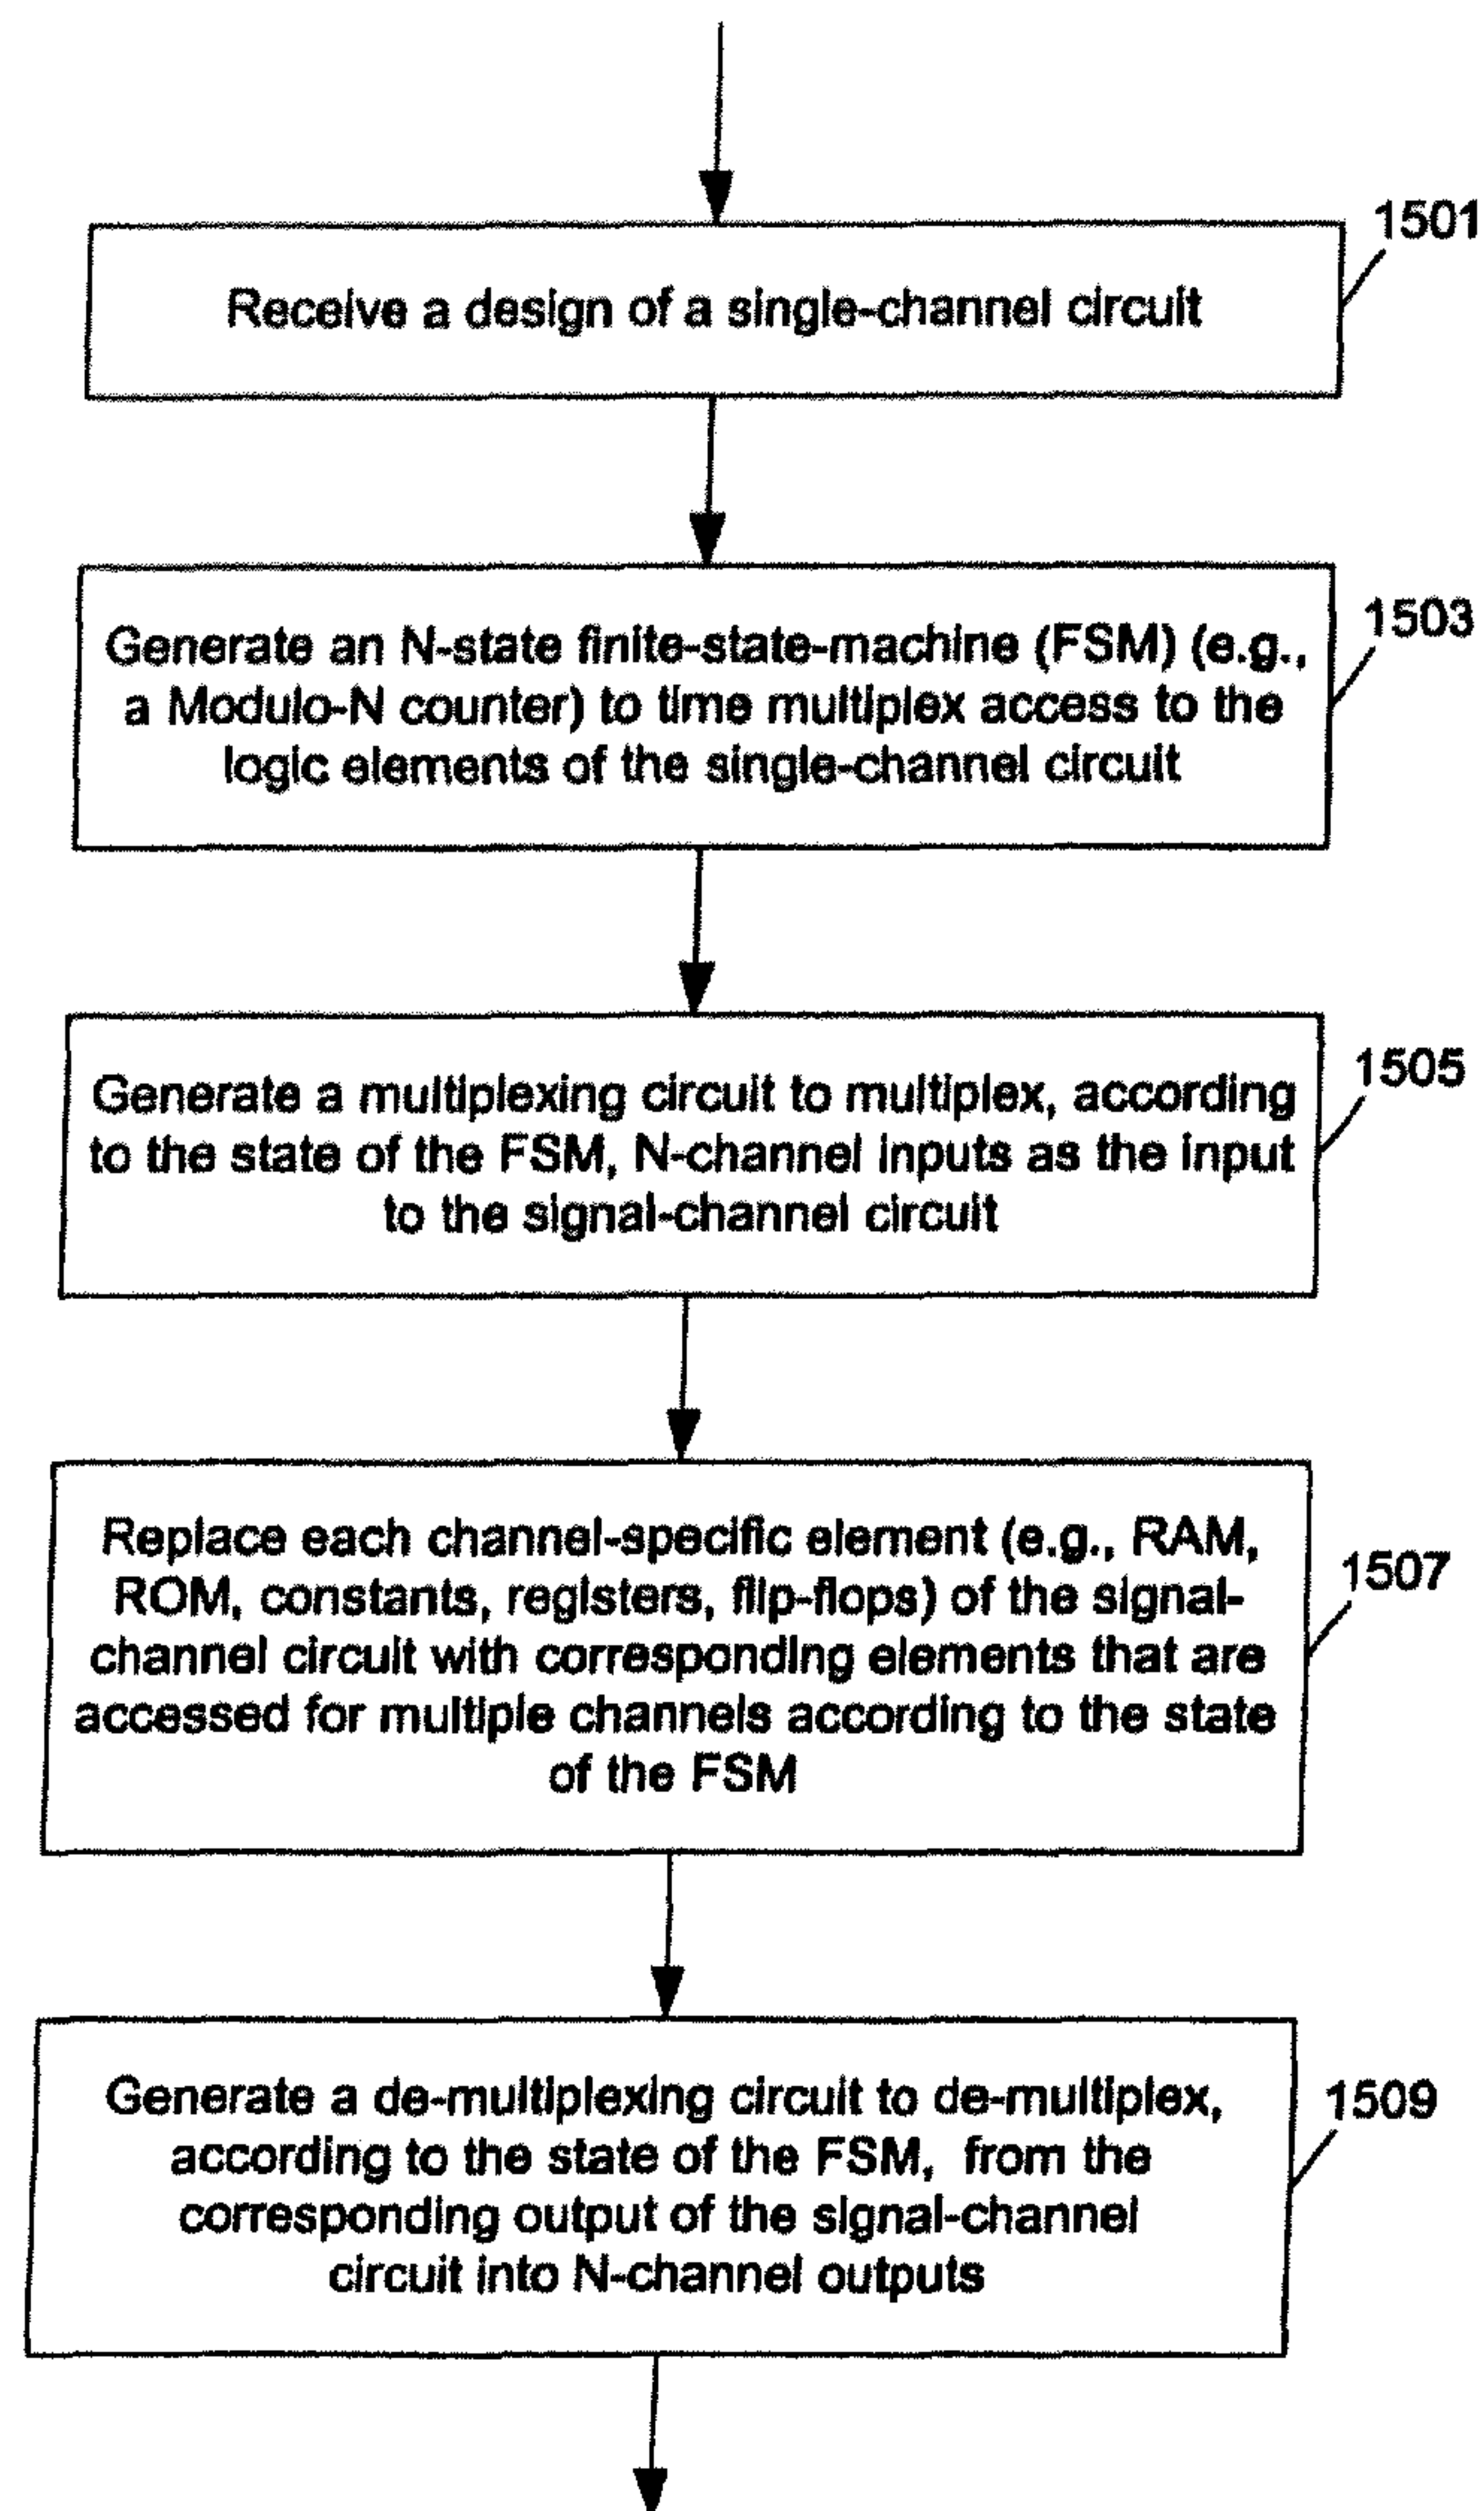 1501
Receive a design of a single-channel circuit
1503
Generate an N-state finite-state-machine (FSM) (e.g.,
a Modulo-N counter) to time multiplex access to the
logic elements of the single-channel circuit
1505
Generate a multiplexing circuit to multiplex, according
to the state of the FSM, N-channel inputs as the input
to the signal-channel circuit
1507
Replace each channel-specific element (e.g., RAM,
ROM, constants, registers, flip-flops) of the signal-
channel circuit with corresponding elements that are
accessed for multiple channels according to the state
of the FSM
1509
Generate a de-multiplexing circuit to de-multiplex,
according to the state of the FSM, from the
corresponding output of the signal-channel
circuit into N-channel outputs